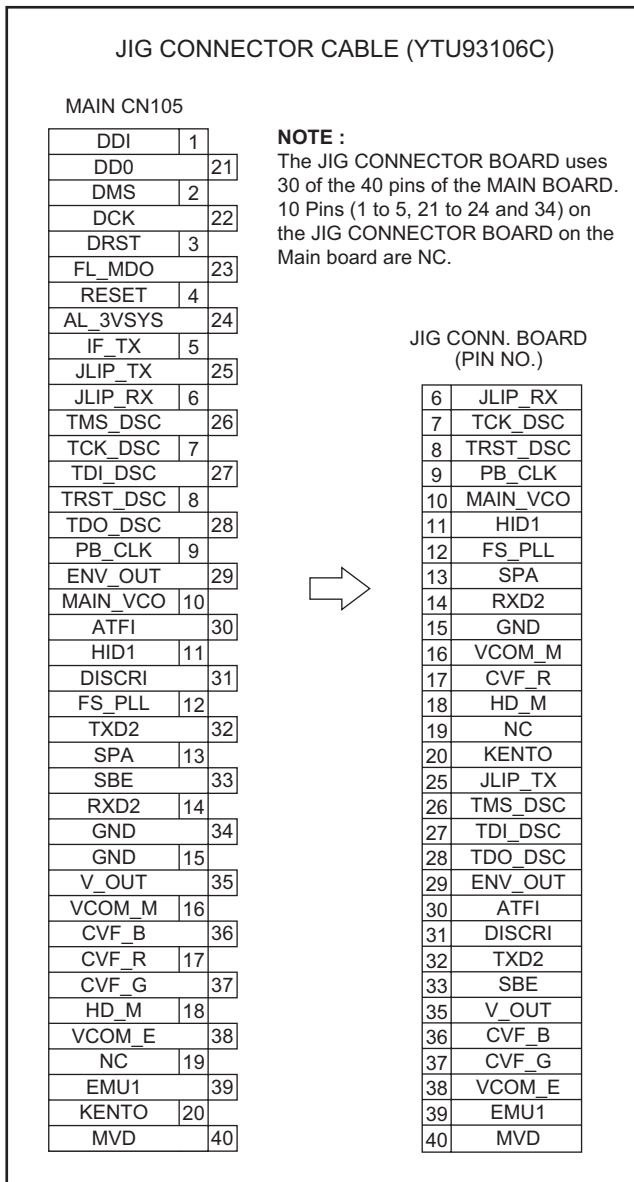 JIG CONNECTOR CABLE (YTU93106C)
MAIN CN105
DDI 1
DD0 21
DMS 2
DCK 22
DRST 3
FL_MDO 23
RESET 4
AL_3VSYS 24
IF_TX 5
JLIP_TX 25
JLIP_RX 6
TMS_DSC 26
TCK_DSC 7
TDI_DSC 27
TRST_DSC 8
TDO_DSC 28
PB_CLK 9
ENV_OUT 29
MAIN_VCO 10
ATFI 30
HID1 11
DISCRI 31
FS_PLL 12
TXD2 32
SPA 13
SBE 33
RXD2 14
GND 34
GND 15
V_OUT 35
VCOM_M 16
CVF_B 36
CVF_R 17
CVF_G 37
HD_M 18
VCOM_E 38
NC 19
EMU1 39
KENTO 20
MVD 40
NOTE :
The JIG CONNECTOR BOARD uses
30 of the 40 pins of the MAIN BOARD.
10 Pins (1 to 5, 21 to 24 and 34) on
the JIG CONNECTOR BOARD on the
Main board are NC.
JIG CONN. BOARD
(PIN NO.)
6 JLIP_RX
7 TCK_DSC
8 TRST_DSC
9 PB_CLK
10 MAIN_VCO
11 HID1
12 FS_PLL
13 SPA
14 RXD2
15 GND
16 VCOM_M
17 CVF_R
18 HD_M
19 NC
20 KENTO
25 JLIP_TX
26 TMS_DSC
27 TDI_DSC
28 TDO_DSC
29 ENV_OUT
30 ATFI
31 DISCRI
32 TXD2
33 SBE
35 V_OUT
36 CVF_B
37 CVF_G
38 VCOM_E
39 EMU1
40 MVD